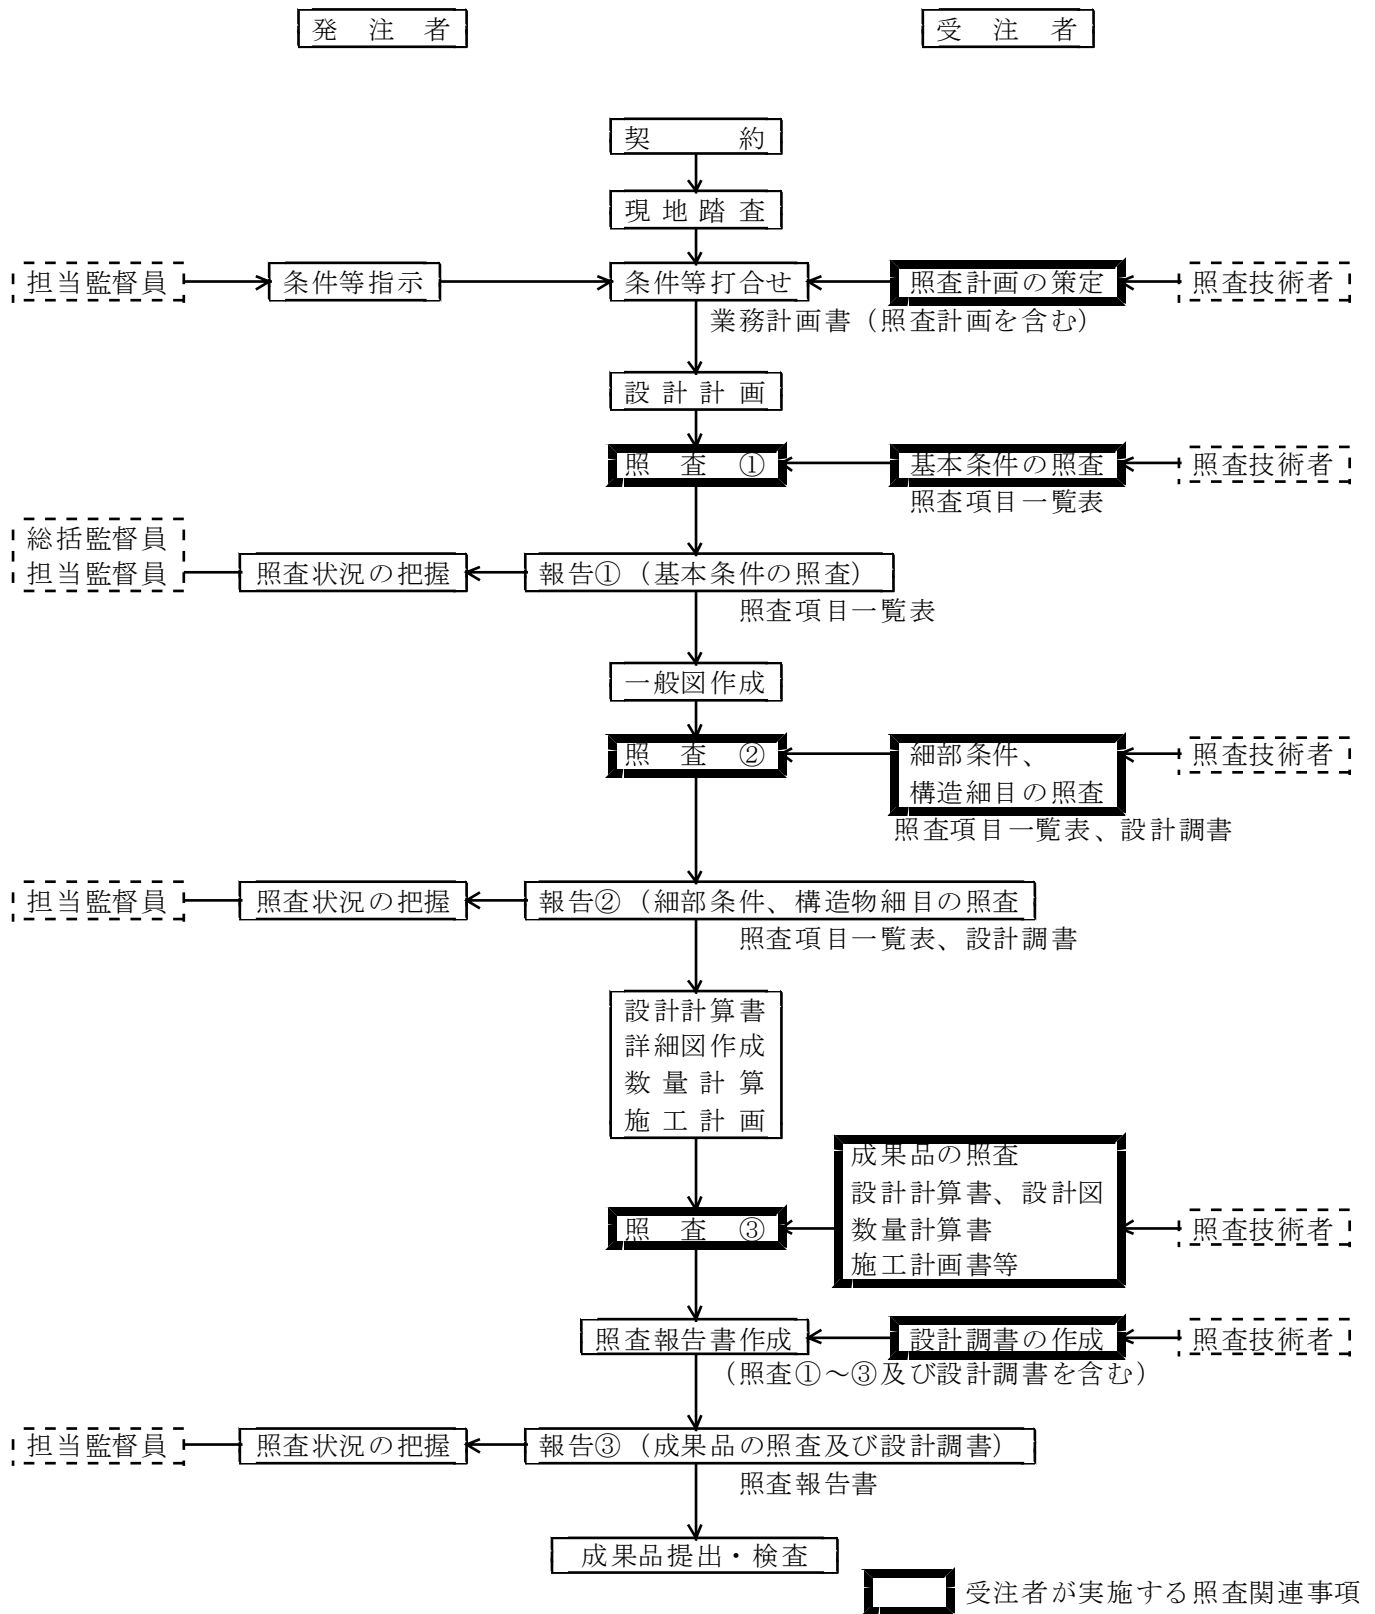 発注者
受注者
契約
現地踏査
担当監督員
条件等指示
条件等打合せ
照査計画の策定
照査技術者
業務計画書（照査計画を含む）
設計計画
照査①
基本条件の照査
照査技術者
照査項目一覧表
総括監督員
担当監督員
照査状況の把握
報告①（基本条件の照査）
照査項目一覧表
一般図作成
照査②
細部条件、
構造細目の照査
照査技術者
照査項目一覧表、設計調書
担当監督員
照査状況の把握
報告②（細部条件、構造物細目の照査
照査項目一覧表、設計調書
設計計算書
詳細図作成
数量計算
施工計画
照査③
成果品の照査
設計計算書、設計図
数量計算書
施工計画書等
照査技術者
照査報告書作成
設計調書の作成
照査技術者
（照査①～③及び設計調書を含む）
担当監督員
照査状況の把握
報告③（成果品の照査及び設計調書）
照査報告書
成果品提出・検査
受注者が実施する照査関連事項